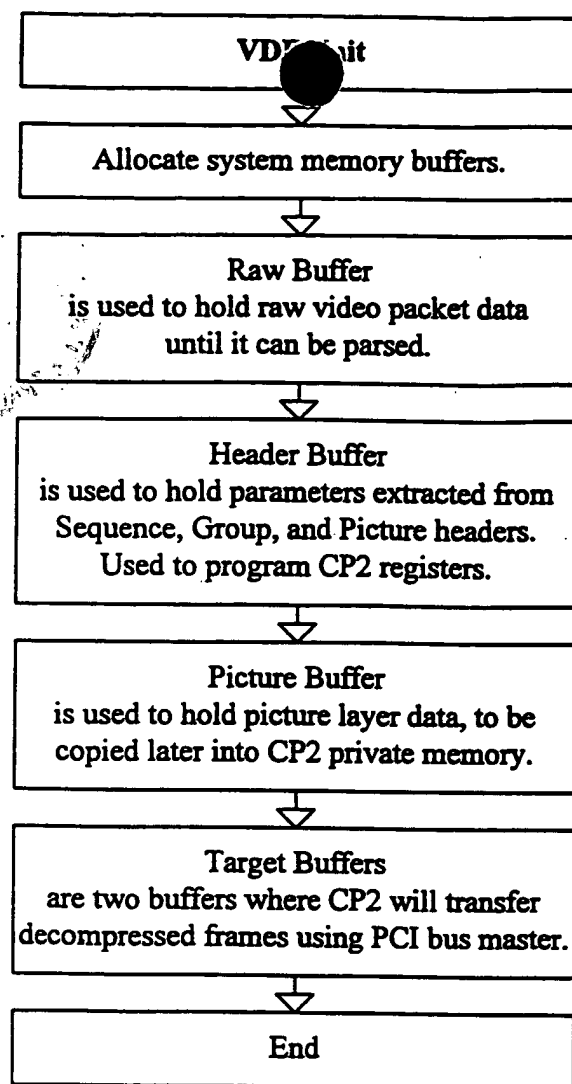 Allocate system memory buffers.
Raw Buffer
is used to hold raw video packet data
until it can be parsed.
Header Buffer
is used to hold parameters extracted from
Sequence, Group, and Picture headers.
Used to program CP2 registers.
Picture Buffer
is used to hold picture layer data, to be
copied later into CP2 private memory.
Target Buffers
are two buffers where CP2 will transfer
decompressed frames using PCI bus master.
End